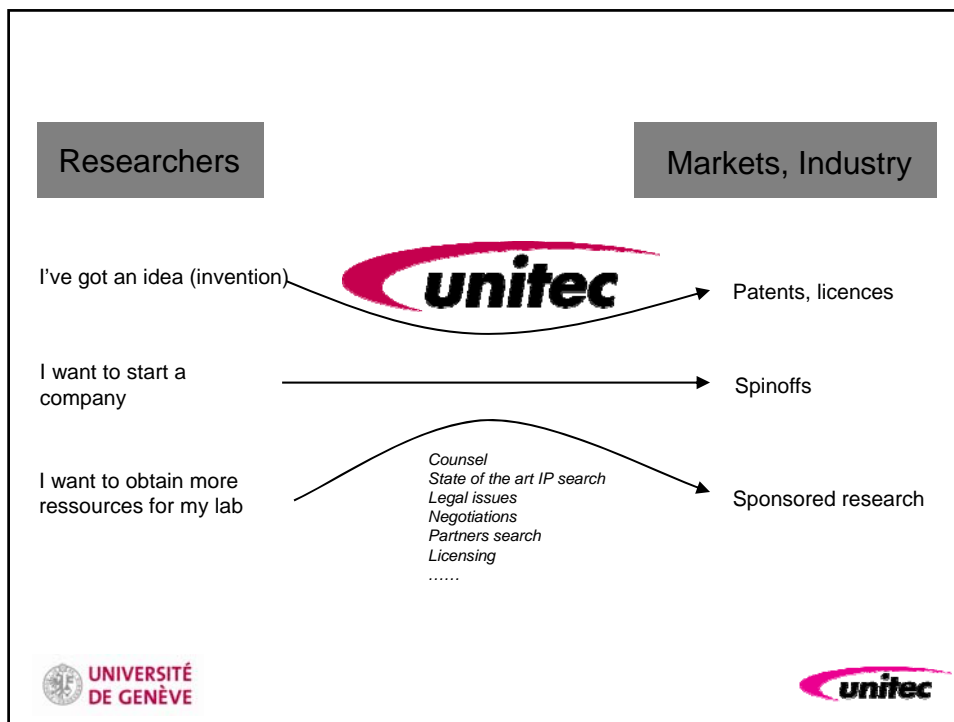 Researchers
Markets, Industry
unitec
I've got an idea (invention)
Patents, licences
I want to start a
company
Spinoffs
I want to obtain more
ressources for my lab
Counsel
State of the art IP search
Legal issues
Negotiations
Partners search
Licensing
……
Sponsored research
UNIVERSITÉ
DE GENÈVE
unitec